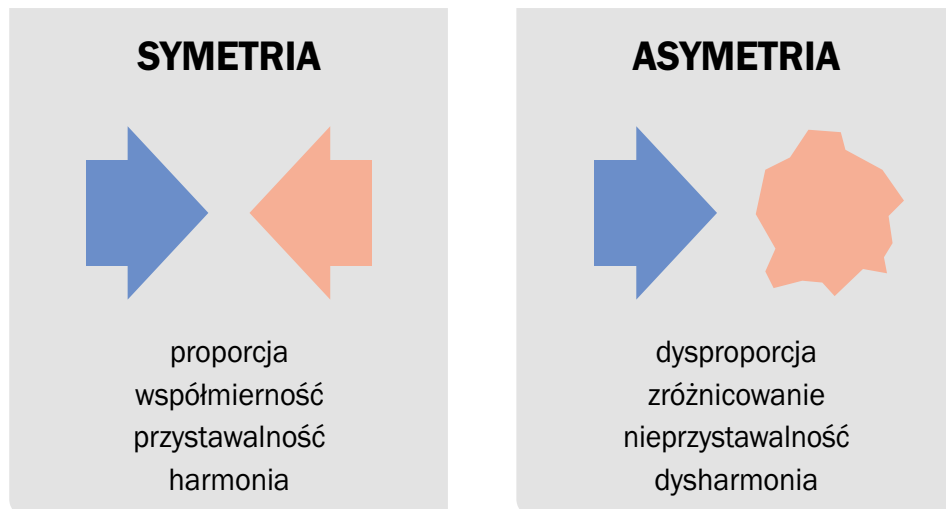 SYMETRIA
proporcja
współmierność
przystawalność
harmonia
ASYMETRIA
dysproporcja
zróżnicowanie
nieprzystawalność
dysharmonia